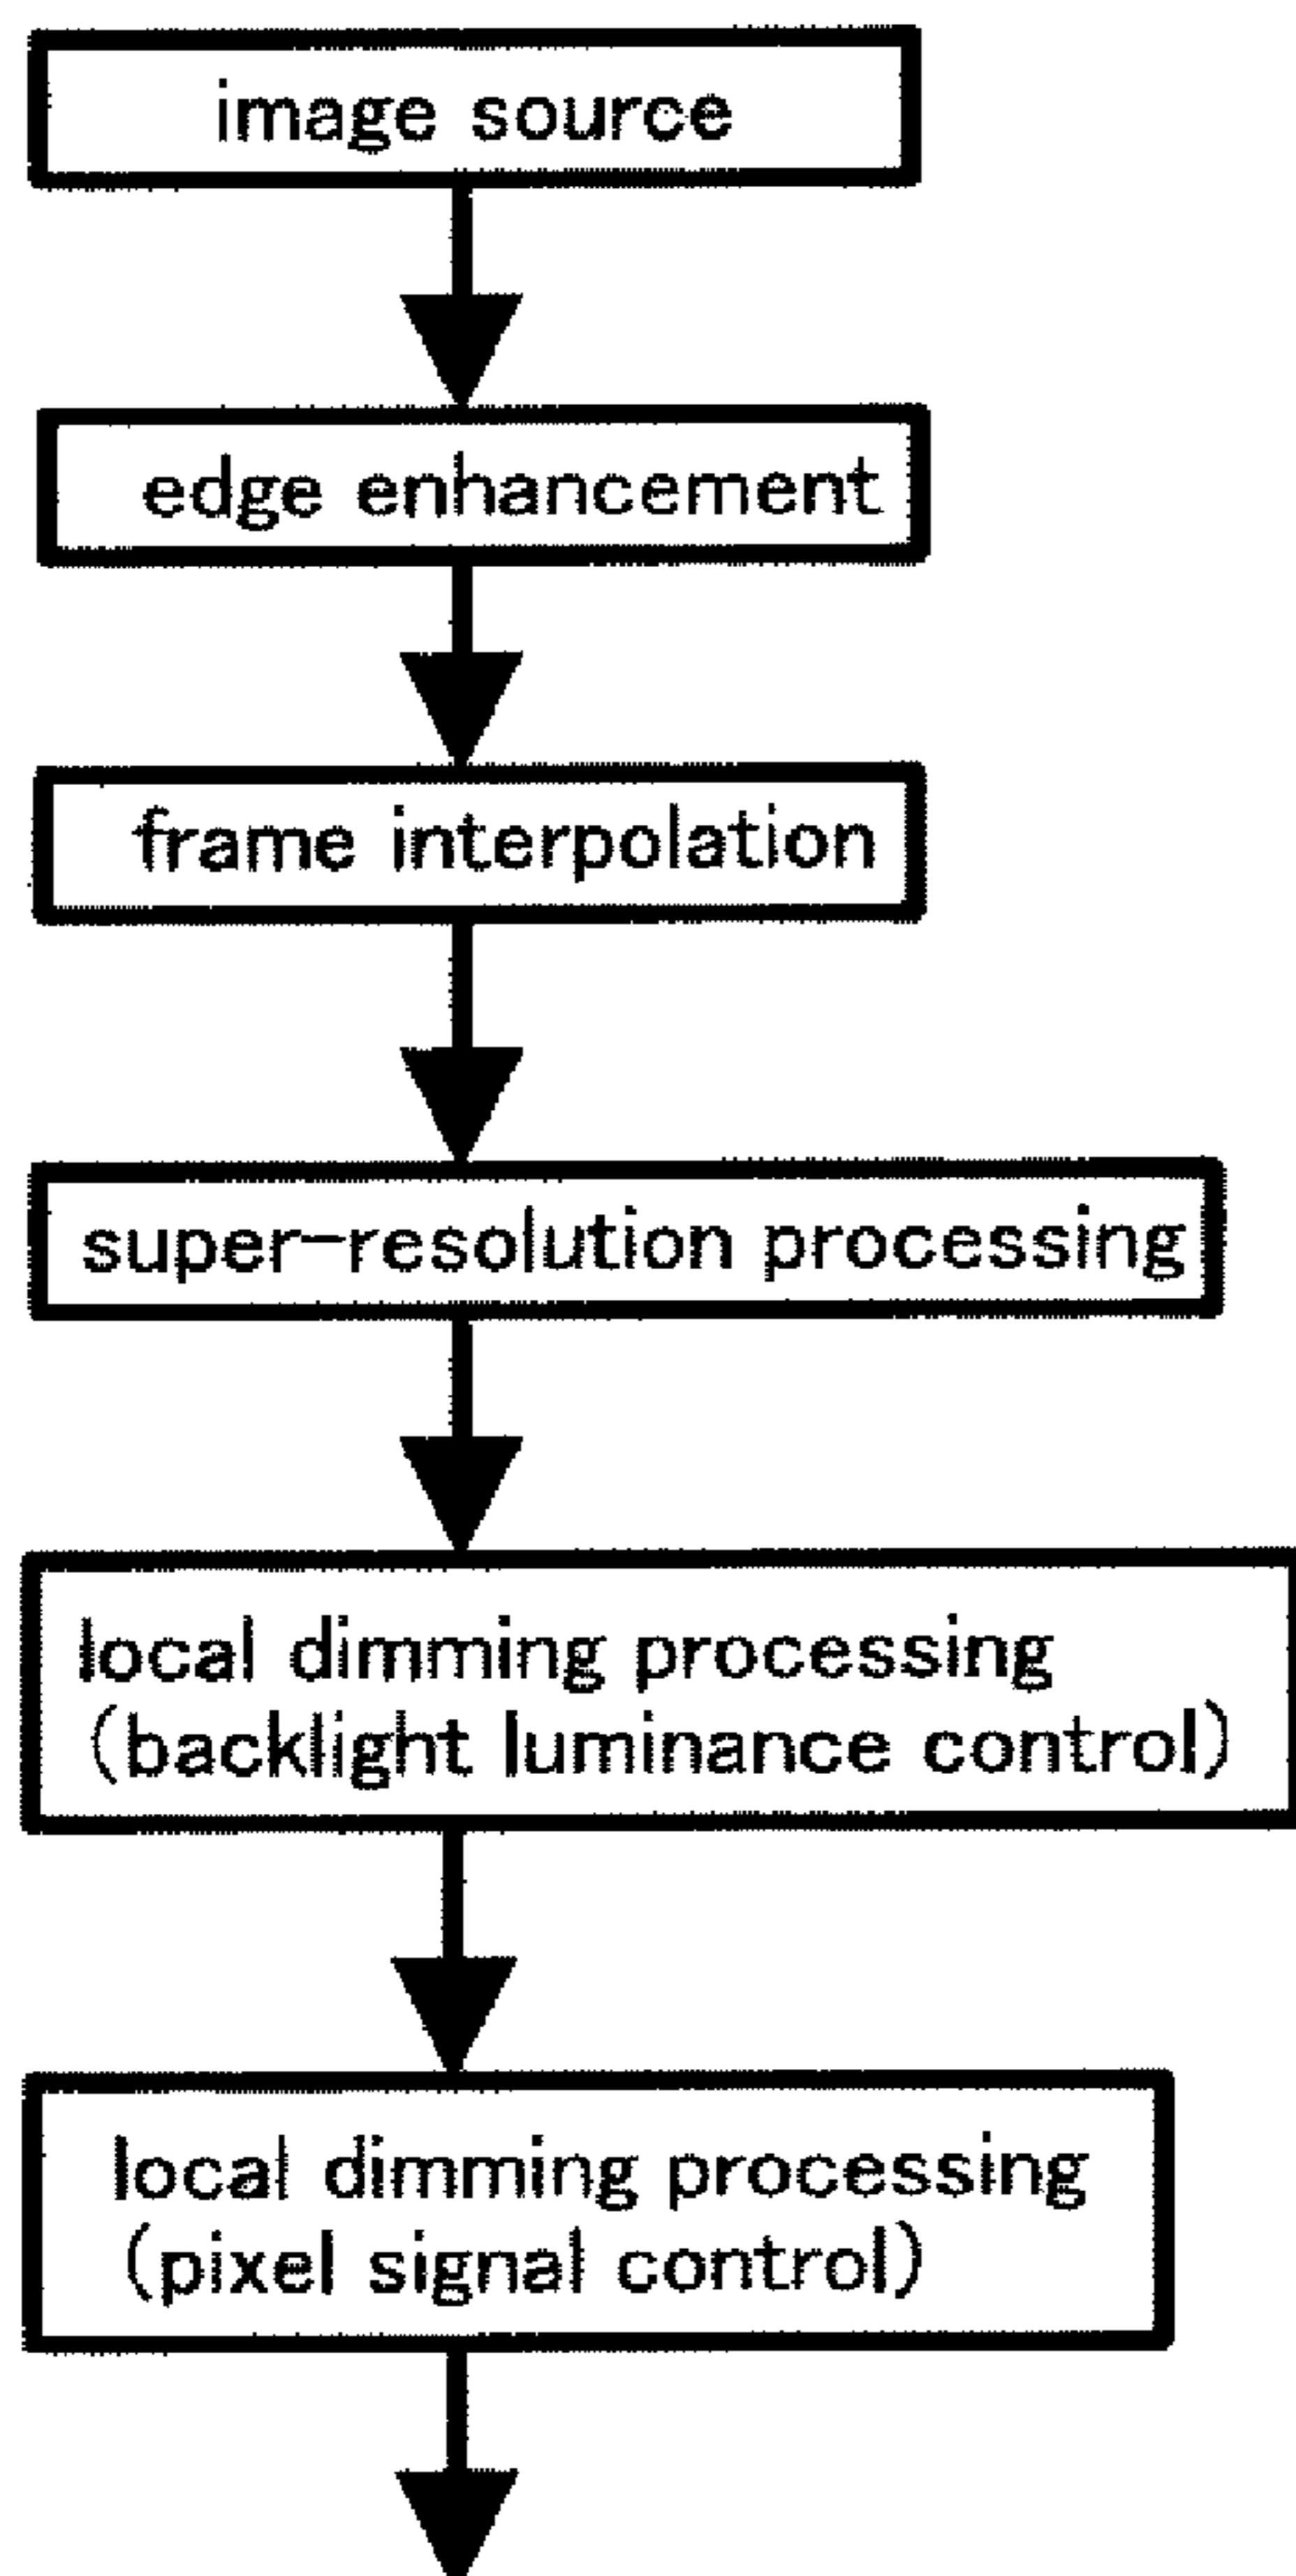 image source
edge enhancement
frame interpolation
super-resolution processing
local dimming processing
(backlight luminance control)
local dimming processing
(pixel signal control)